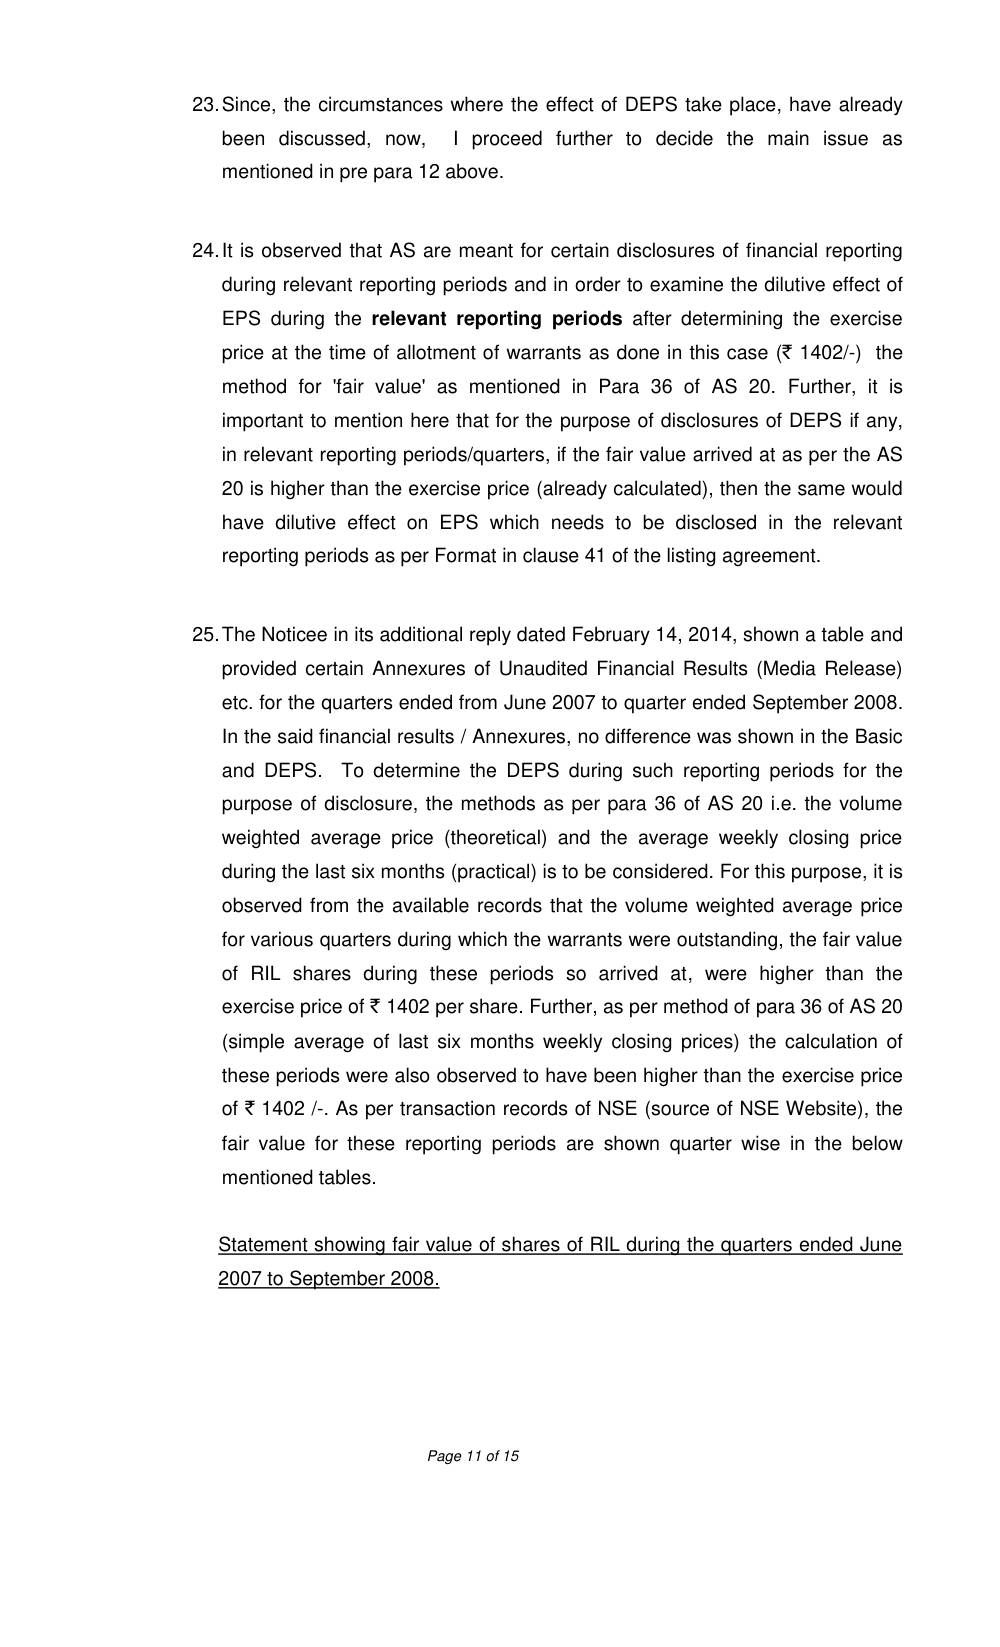 23. Since, the circumstances where the effect of DEPS take place, have already
been discussed, now, I proceed further to decide the main issue as
mentioned in pre para 12 above.
24. It is observed that AS are meant for certain disclosures of financial reporting
during relevant reporting periods and in order to examine the dilutive effect of
EPS during the relevant reporting periods after determining the exercise
price at the time of allotment of warrants as done in this case (₹ 1402/-) the
method for 'fair value' as mentioned in Para 36 of AS 20. Further, it is
important to mention here that for the purpose of disclosures of DEPS if any,
in relevant reporting periods/quarters, if the fair value arrived at as per the AS
20 is higher than the exercise price (already calculated), then the same would
have dilutive effect on EPS which needs to be disclosed in the relevant
reporting periods as per Format in clause 41 of the listing agreement.
25. The Noticee in its additional reply dated February 14, 2014, shown a table and
provided certain Annexures of Unaudited Financial Results (Media Release)
etc. for the quarters ended from June 2007 to quarter ended September 2008.
In the said financial results / Annexures, no difference was shown in the Basic
and DEPS. To determine the DEPS during such reporting periods for the
purpose of disclosure, the methods as per para 36 of AS 20 i.e. the volume
weighted average price (theoretical) and the average weekly closing price
during the last six months (practical) is to be considered. For this purpose, it is
observed from the available records that the volume weighted average price
for various quarters during which the warrants were outstanding, the fair value
of RIL shares during these periods so arrived at, were higher than the
exercise price of ₹ 1402 per share. Further, as per method of para 36 of AS 20
(simple average of last six months weekly closing prices) the calculation of
these periods were also observed to have been higher than the exercise price
of ₹ 1402 /-. As per transaction records of NSE (source of NSE Website), the
fair value for these reporting periods are shown quarter wise in the below
mentioned tables.
Statement showing fair value of shares of RIL during the quarters ended June
2007 to September 2008.
Page 11 of 15